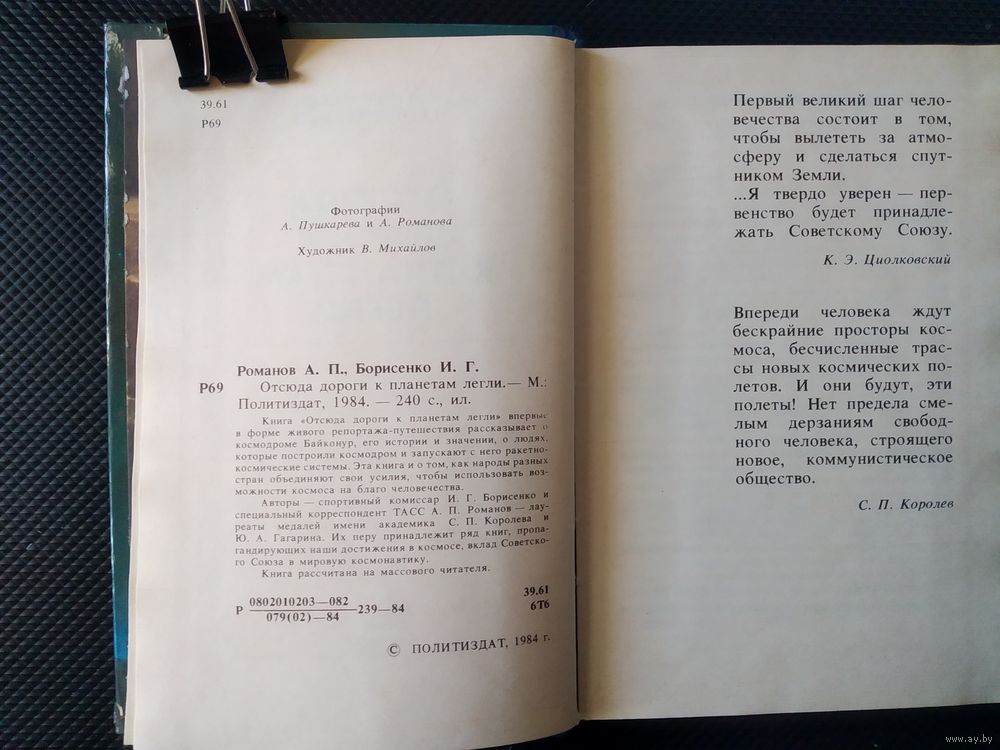 39.61
Р69
Фотографии
А. Пушкарева и А. Романова
Художник В. Михайлов
Романов А. П., Борисенко И. Г.
Р69 Отсюда дороги к планетам легли.— М.:
Политиздат, 1984. — 240 с., ил.
Книга «Отсюда дороги к планетам легли» впервые
в форме живого репортажа-путешествия рассказывает о
космодроме Байконур, его истории и значении, о людях,
которые построили космодром и запускают с него ракетно-
космические системы. Эта книга и о том, как народы разных
стран объединяют свои усилия, чтобы использовать воз-
можности космоса на благо человечества.
Авторы — спортивный комиссар И. Г. Борисенко и
специальный корреспондент ТАСС А. П. Романов — лау-
реаты медалей имени академика С. П. Королева и
Ю. А. Гагарина. Их перу принадлежит ряд книг, пропа-
гандирующих наши достижения в космосе, вклад Советско-
го Союза в мировую космонавтику.
Книга рассчитана на массового читателя.
Р 0802010203—082
079(02)—84
239—84
39.61
6Т6
© ПОЛИТИЗДАТ, 1984 г.
Первый великий шаг чело-
вечества состоит в том,
чтобы вылететь за атмо-
сферу и сделаться спут-
ником Земли.
...Я твердо уверен — пер-
венство будет принадле-
жать Советскому Союзу.
К. Э. Циолковский
Впереди человека ждут
бескрайние просторы кос-
моса, бесчисленные трас-
сы новых космических по-
летов. И они будут, эти
полеты! Нет предела сме-
лым дерзаниям свобод-
ного человека, строящего
новое, коммунистическое
общество.
С. П. Королев
www.ay.by